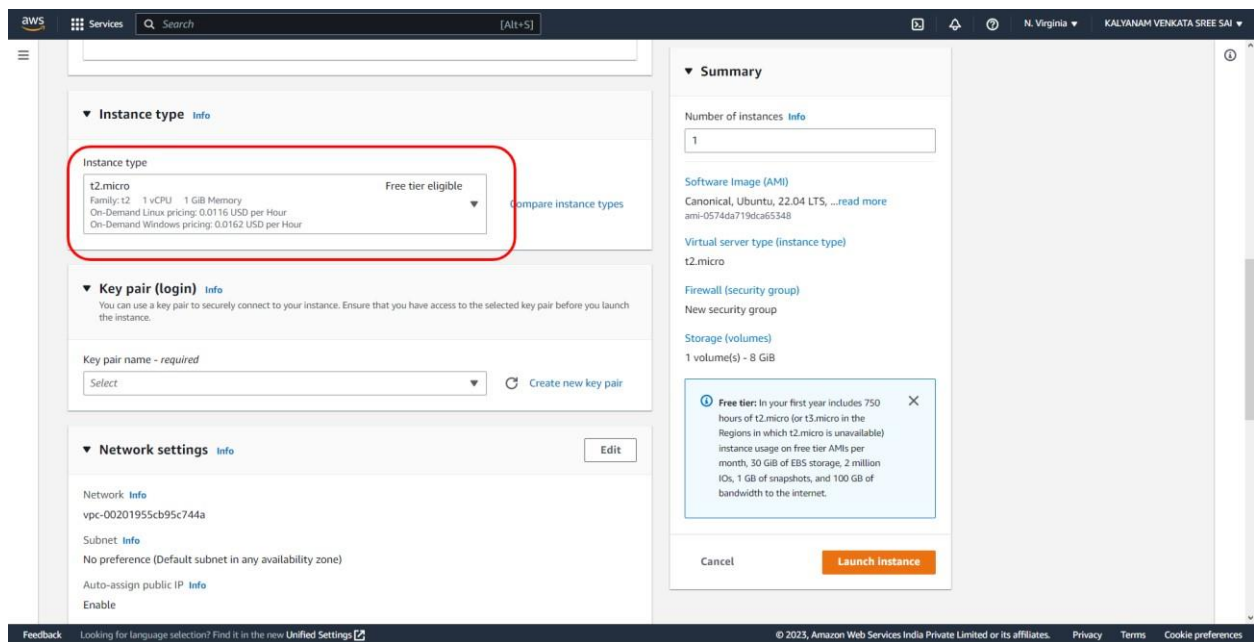 aws
Services
Search
[Alt+S]
N. Virginia
KALYANAM VENKATA SREE SAI
Instance type Info
Instance type
t2.micro
Free tier eligible
Family: t2 1 vCPU 1 GiB Memory
On-Demand Linux pricing: 0.0116 USD per Hour
On-Demand Windows pricing: 0.0162 USD per Hour
Compare instance types
Key pair (login) Info
You can use a key pair to securely connect to your instance. Ensure that you have access to the selected key pair before you launch
the instance.
Key pair name - required
Select
Create new key pair
Network settings Info
Edit
Network Info
vpc-00201955cb95c744a
Subnet Info
No preference (Default subnet in any availability zone)
Auto-assign public IP Info
Enable
Summary
Number of instances Info
1
Software Image (AMI)
Canonical, Ubuntu, 22.04 LTS, ...read more
ami-0574da719dca65348
Virtual server type (instance type)
t2.micro
Firewall (security group)
New security group
Storage (volumes)
1 volume(s) - 8 GiB
Free tier: In your first year includes 750
hours of t2.micro (or t3.micro in the
Regions in which t2.micro is unavailable)
instance usage on free tier AMIs per
month, 30 GiB of EBS storage, 2 million
IOs, 1 GB of snapshots, and 100 GB of
bandwidth to the internet.
Cancel
Launch instance
Feedback
Looking for language selection? Find it in the new Unified Settings
© 2023, Amazon Web Services India Private Limited or its affiliates.
Privacy
Terms
Cookie preferences